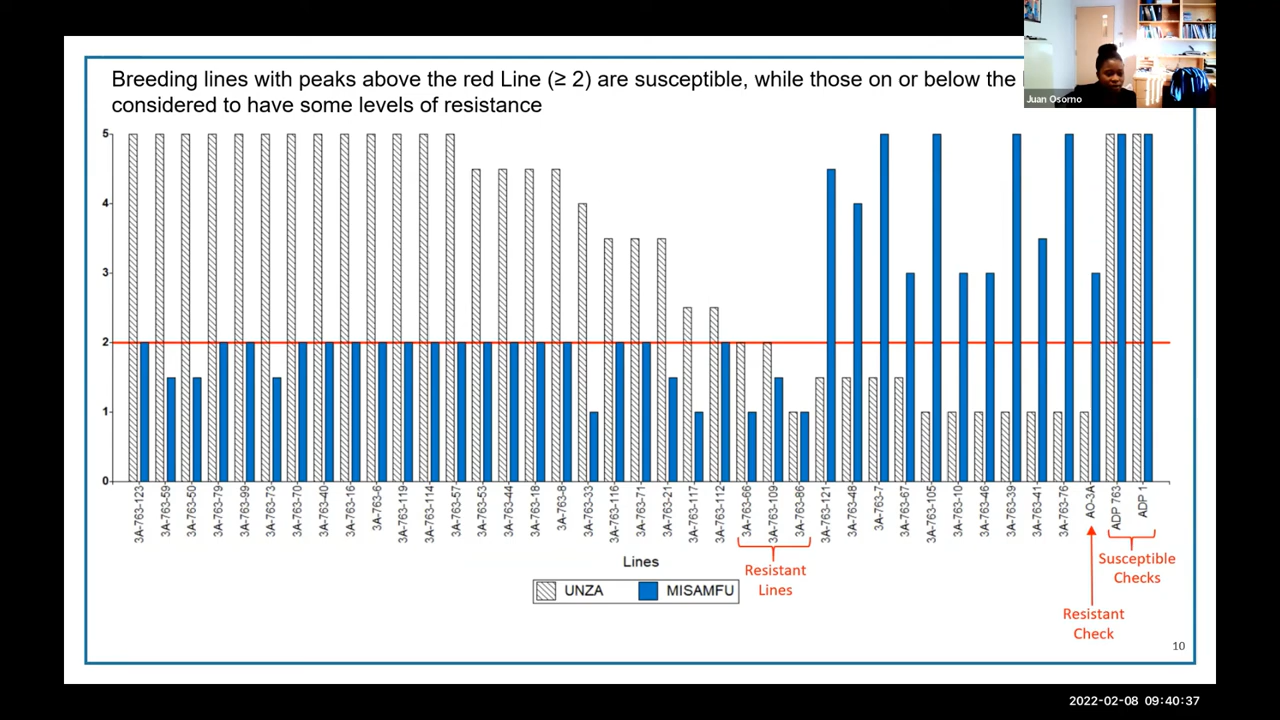 Breeding lines with peaks above the red Line (≥ 2) are susceptible, while those on or below the
considered to have some levels of resistance
Juan Osorno
5
4
3
2
1
0
3A-763-123
3A-763-59
3A-763-50
3A-763-79
3A-763-99
3A-763-73
3A-763-70
3A-763-40
3A-763-16
3A-763-6
3A-763-119
3A-763-114
3A-763-57
3A-763-53
3A-763-44
3A-763-18
3A-763-8
3A-763-33
3A-763-116
3A-763-71
3A-763-21
3A-763-117
3A-763-112
3A-763-66
3A-763-109
3A-763-86
3A-763-121
3A-763-48
3A-763-7
3A-763-67
3A-763-105
3A-763-10
3A-763-46
3A-763-39
3A-763-41
3A-763-76
AO-3A
ADP 763
ADP 1
Lines
UNZA
MISAMFU
Resistant
Lines
Susceptible
Checks
Resistant
Check
10
2022-02-08 09:40:37